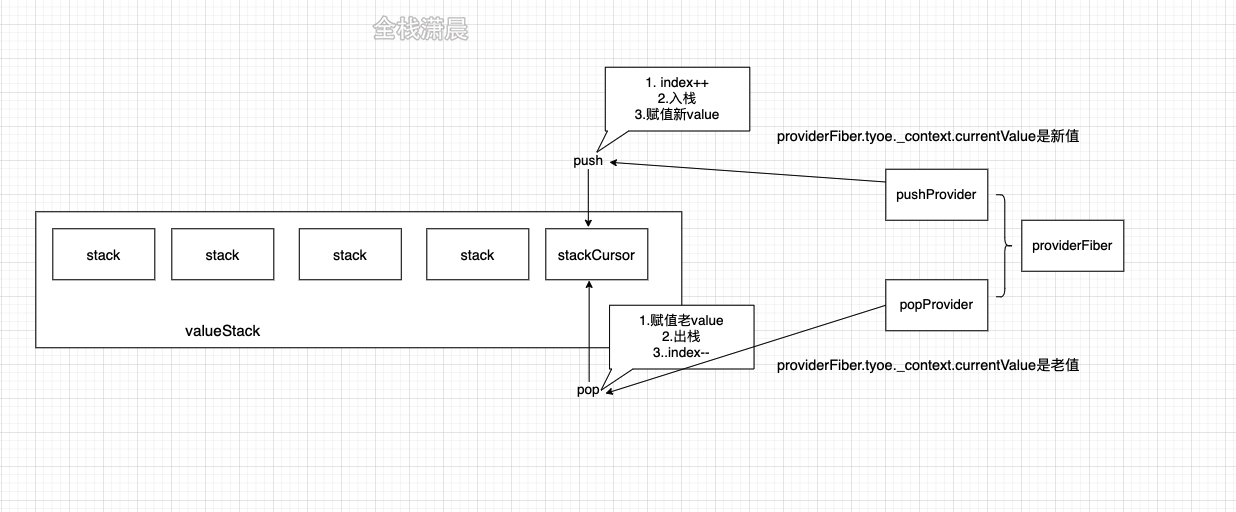 全栈潇晨
1. index++
2.入栈
3.赋值新value
providerFiber.tyoe._context.currentValue是新值
push
pushProvider
providerFiber
stack
stack
stack
stack
stackCursor
popProvider
valueStack
1.赋值老value
2.出栈
3..index--
providerFiber.tyoe._context.currentValue是老值
pop